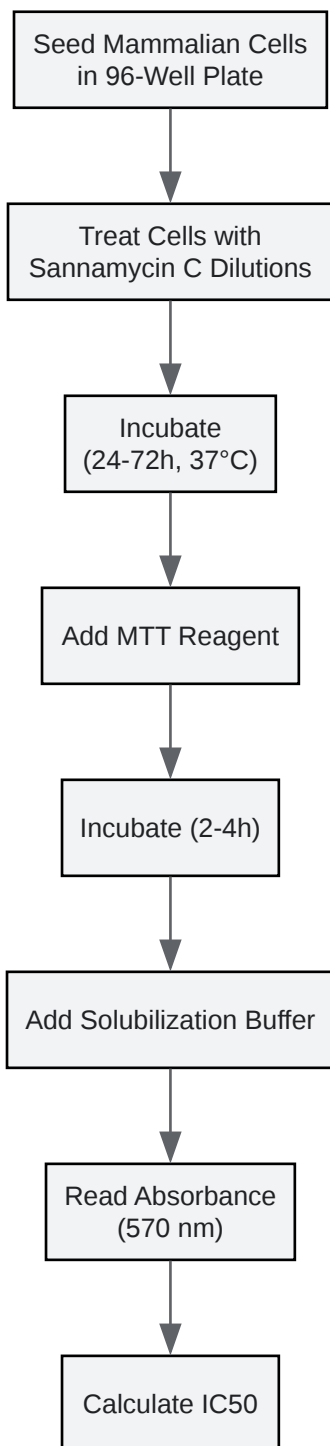 Seed Mammalian Cells
in 96-Well Plate
Treat Cells with
Sannamycin C Dilutions
Incubate
(24-72h, 37°C)
Add MTT Reagent
Incubate (2-4h)
Add Solubilization Buffer
Read Absorbance
(570 nm)
Calculate IC50